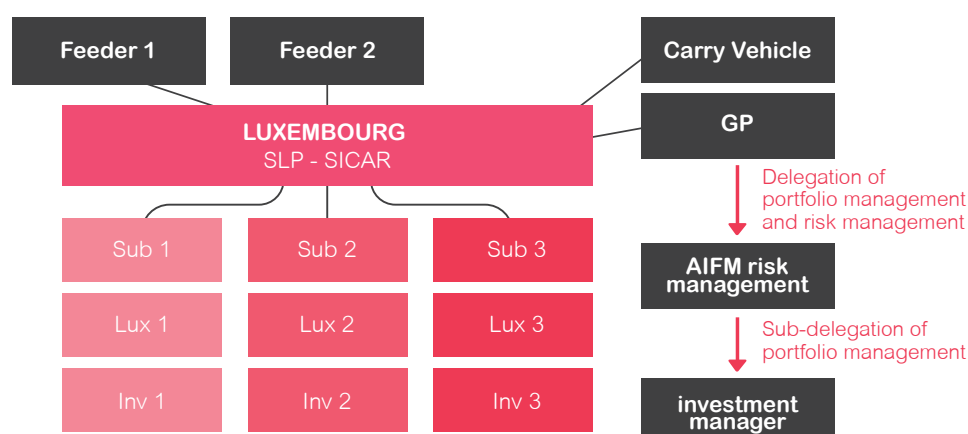 Feeder 1
Feeder 2
Carry Vehicle
LUXEMBOURG
SLP - SICAR
GP
Delegation of
portfolio management
and risk management
Sub 1
Sub 2
Sub 3
AIFM risk
management
Lux 1
Lux 2
Lux 3
Sub-delegation of
portfolio management
Inv 1
Inv 2
Inv 3
investment
manager